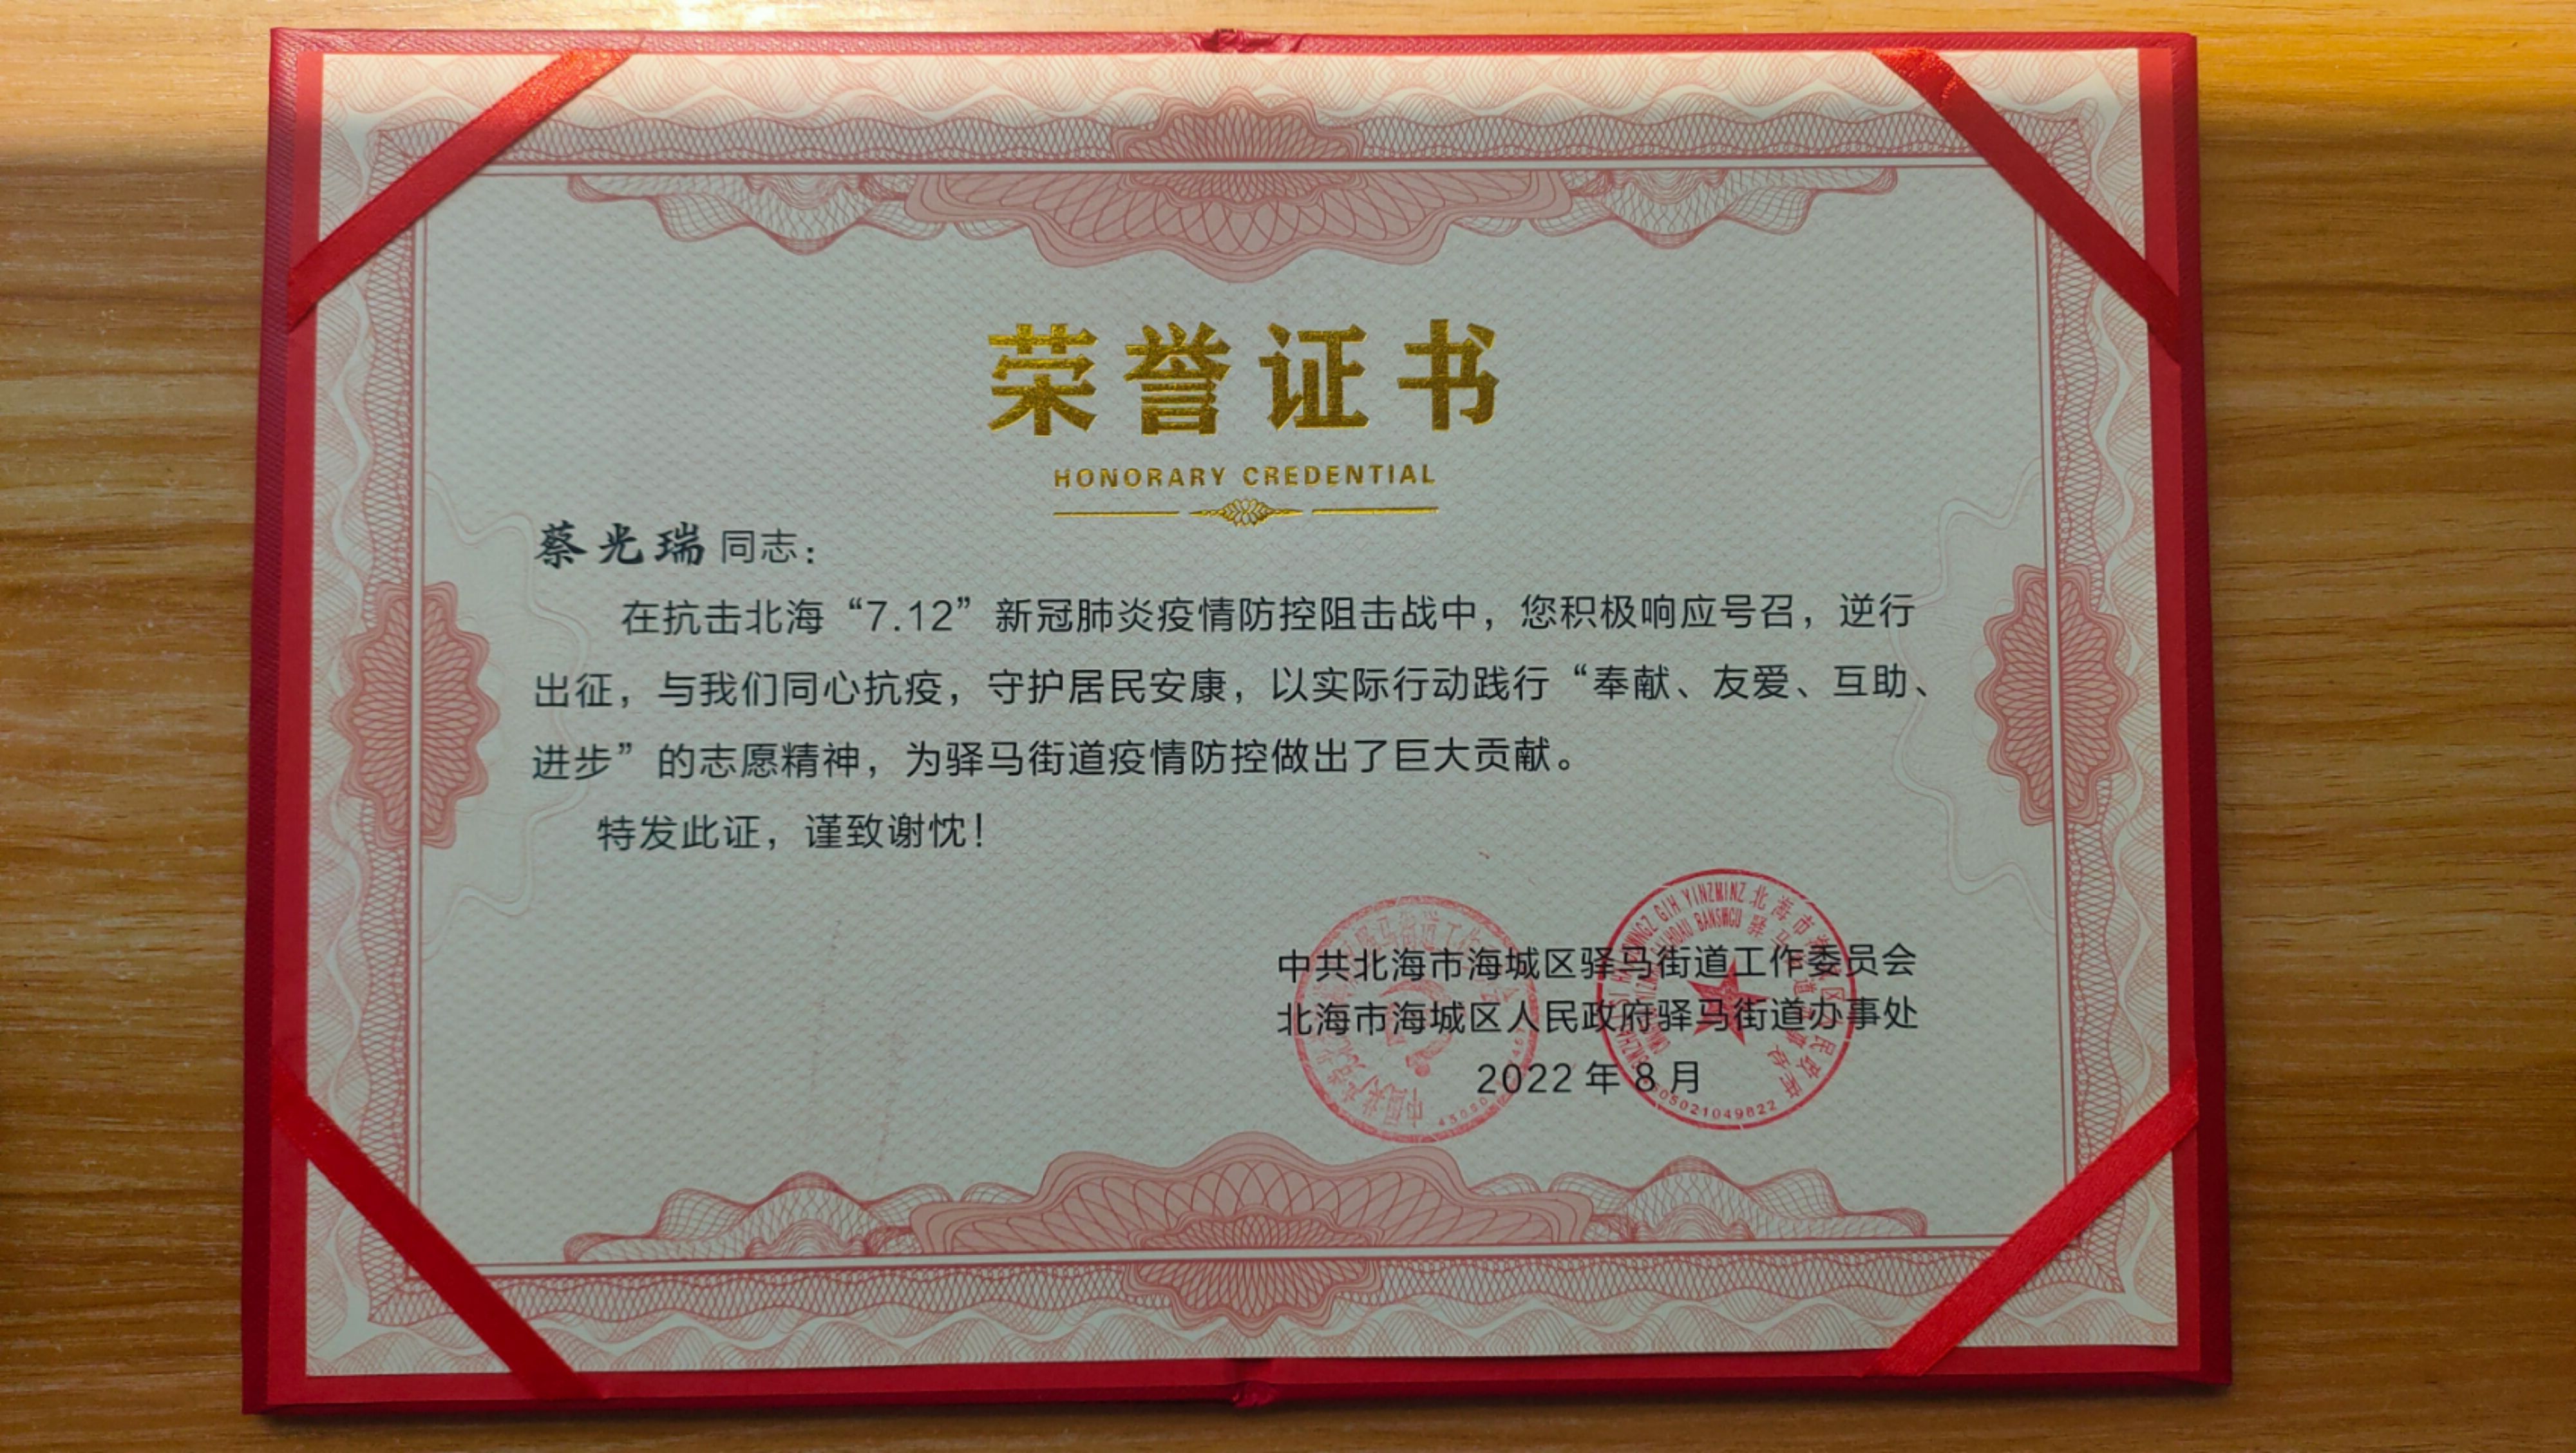 荣誉证书
HONORARY CREDENTIAL
蔡光瑞 同志：
在抗击北海“7.12”新冠肺炎疫情防控阻击战中，您积极响应号召，逆行
出征，与我们同心抗疫，守护居民安康，以实际行动践行“奉献、友爱、互助、
进步”的志愿精神，为驿马街道疫情防控做出了巨大贡献。
特发此证，谨致谢忱！
中共北海市海城区驿马街道工作委员会
北海市海城区人民政府驿马街道办事处
2022年8月